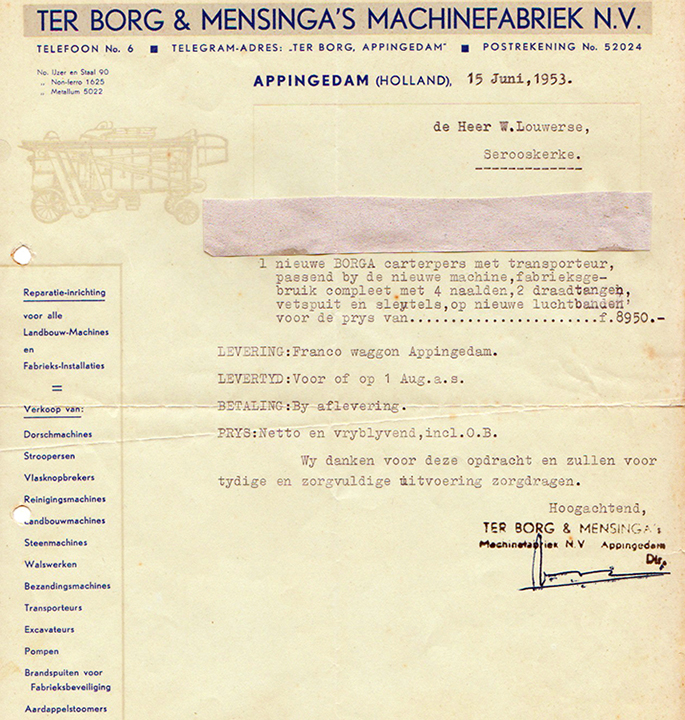 TER BORG & MENSINGA'S MACHINEFABRIEK N.V.
TELEFOON No. 6 ■ TELEGRAM-ADRES: „TER BORG, APPINGEDAM" ■ POSTREKENING No. 52024
No. IJzer en Staal 90
„ Non-ferro 1625
„ Metallum 5022
APPINGEDAM (HOLLAND), 15 Juni,1953.
de Heer W.Louwerse,
Serooskerke.
1 nieuwe BORGA carterpers met transporteur,
passend by de nieuwe machine,fabrieksge-
bruik compleet met 4 naalden,2 draadtangen,
vetspuit en sleutels,op nieuwe luchtbanden'
voor de prys van......................f.8950.-
LEVERING:Franco waggon Appingedam.
LEVERTYD:Voor of op 1 Aug.a.s.
BETALING:By aflevering.
PRYS:Netto en vryblyvend,incl.O.B.
Wy danken voor deze opdracht en zullen voor
tydige en zorgvuldige uitvoering zorgdragen.
Hoogachtend,
TER BORG & MENSINGA's
Machinefabriek N.V Appingedam
Dir.
Reparatie-inrichting
voor alle
Landbouw-Machines
en
Fabrieks-Installaties
=
Verkoop van:
Dorschmachines
Stroopersen
Vlasknopbrekers
Reinigingsmachines
Landbouwmachines
Steenmachines
Walswerken
Bezandingsmachines
Transporteurs
Excavateurs
Pompen
Brandspuiten voor
Fabrieksbeveiliging
Aardappelstoomers